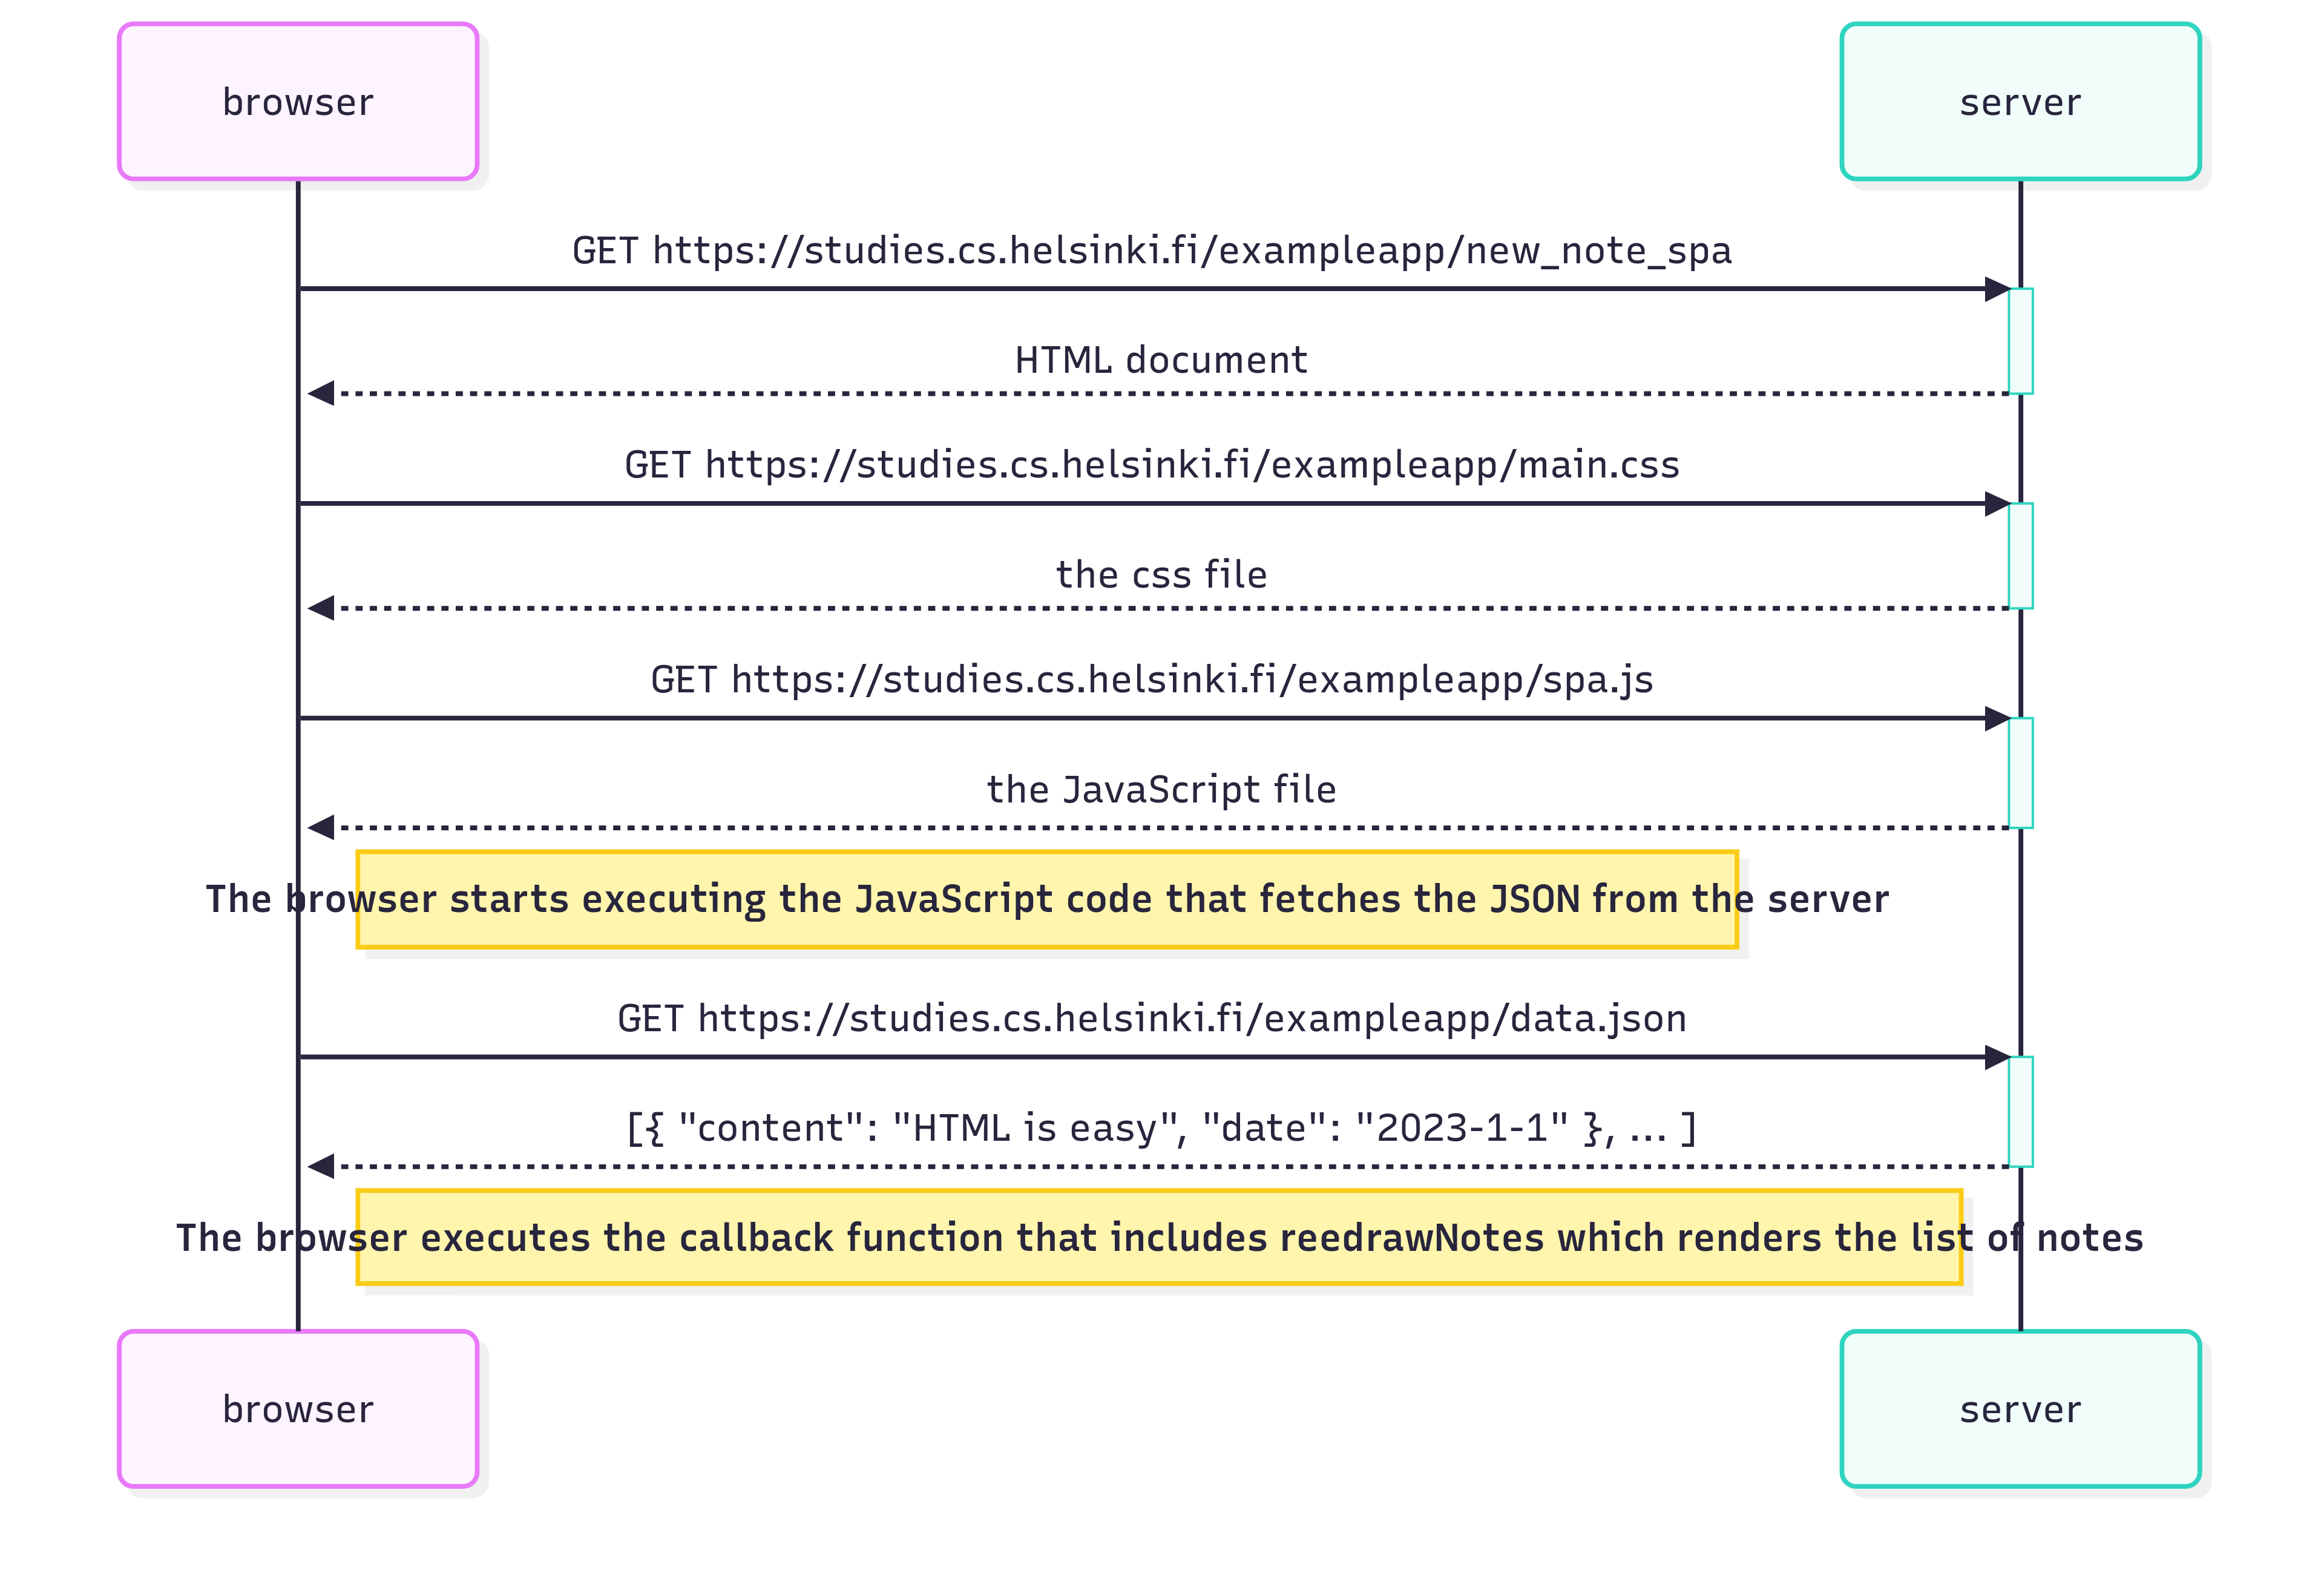 browser
server
GET https://studies.cs.helsinki.fi/exampleapp/new_note_spa
HTML document
GET https://studies.cs.helsinki.fi/exampleapp/main.css
the css file
GET https://studies.cs.helsinki.fi/exampleapp/spa.js
the JavaScript file
The browser starts executing the JavaScript code that fetches the JSON from the server
GET https://studies.cs.helsinki.fi/exampleapp/data.json
[{ "content": "HTML is easy", "date": "2023-1-1" }, ... ]
The browser executes the callback function that includes reedrawNotes which renders the list of notes
browser
server